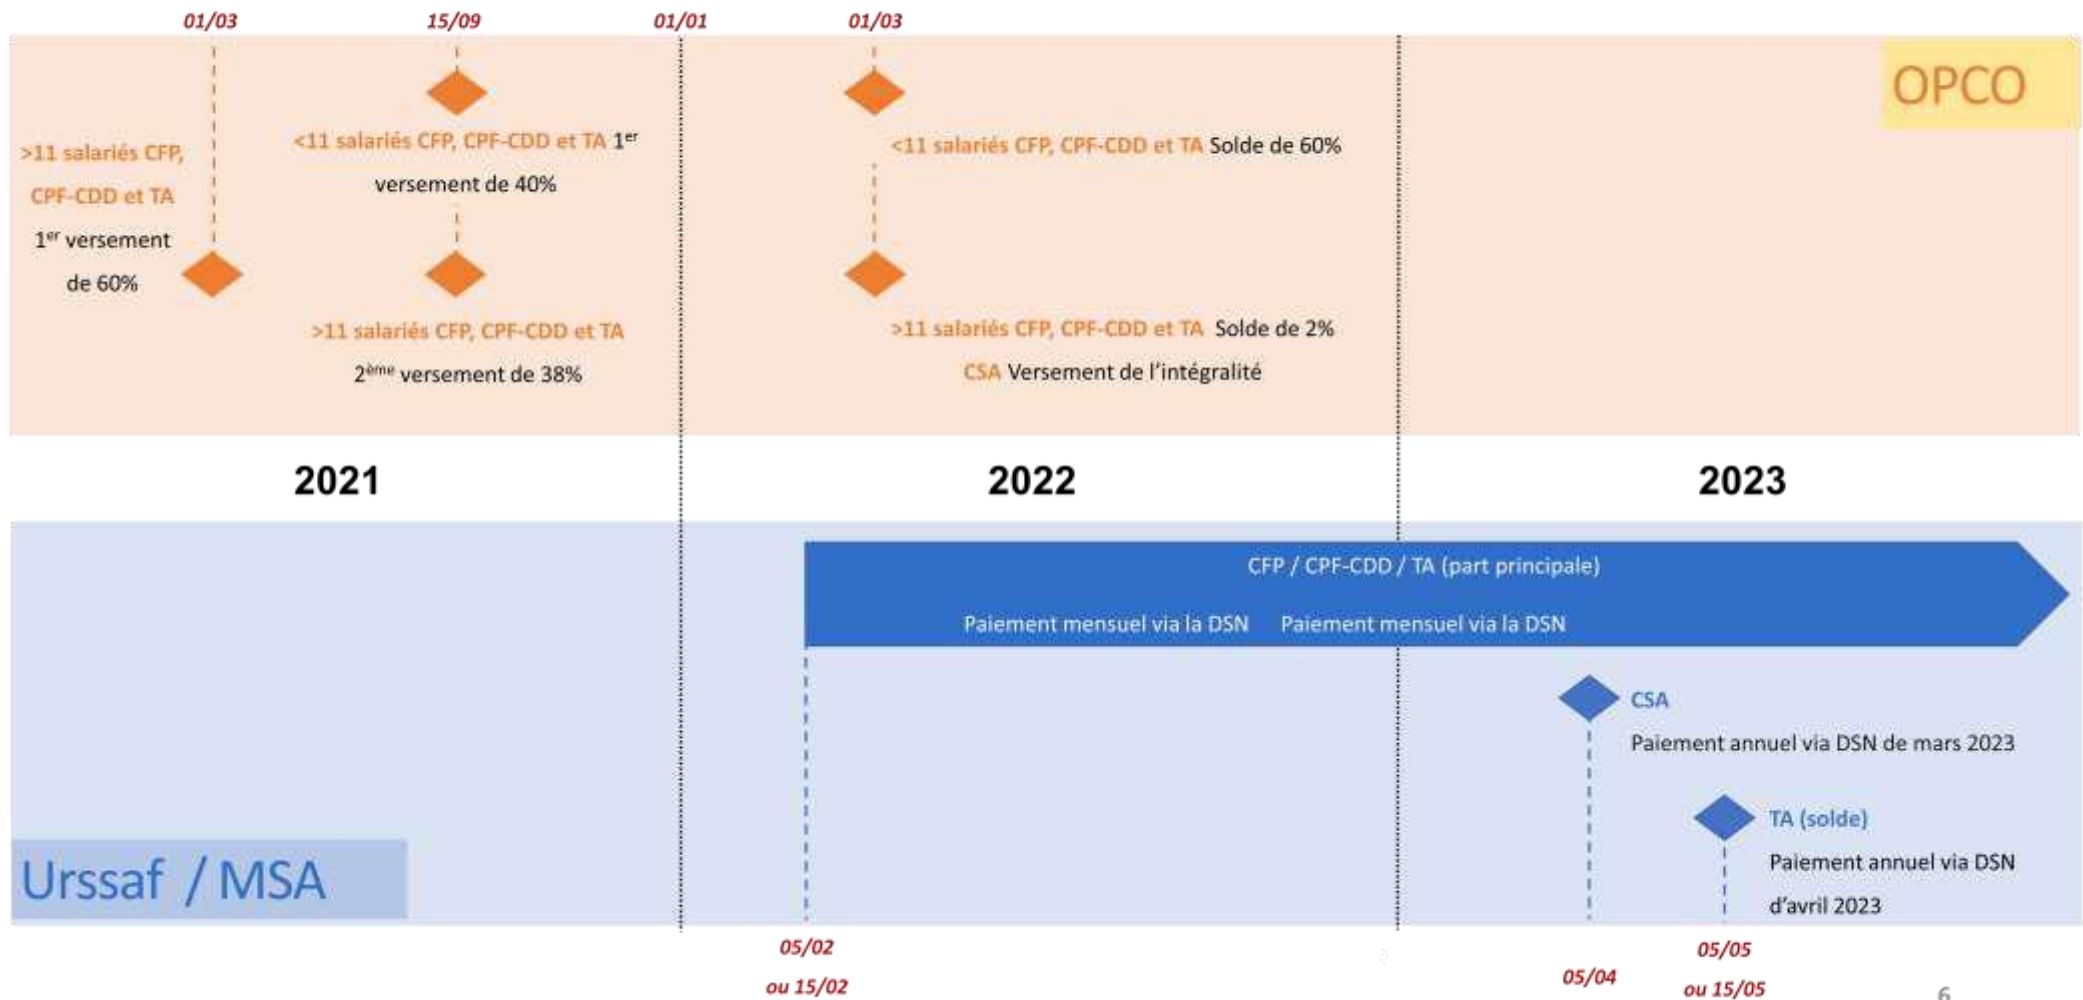 01/03
15/09
01/01
01/03
OPCO
>11 salariés CFP,
CPF-CDD et TA
1er versement
de 60%
<11 salariés CFP, CPF-CDD et TA 1er
versement de 40%
>11 salariés CFP, CPF-CDD et TA
2ème versement de 38%
<11 salariés CFP, CPF-CDD et TA Solde de 60%
>11 salariés CFP, CPF-CDD et TA Solde de 2%
CSA Versement de l’intégralité
2021
2022
2023
CFP / CPF-CDD / TA (part principale)
Paiement mensuel via la DSN
Paiement mensuel via la DSN
CSA
Paiement annuel via DSN de mars 2023
TA (solde)
Paiement annuel via DSN
d’avril 2023
Urssaf / MSA
05/02
ou 15/02
05/04
05/05
ou 15/05
6